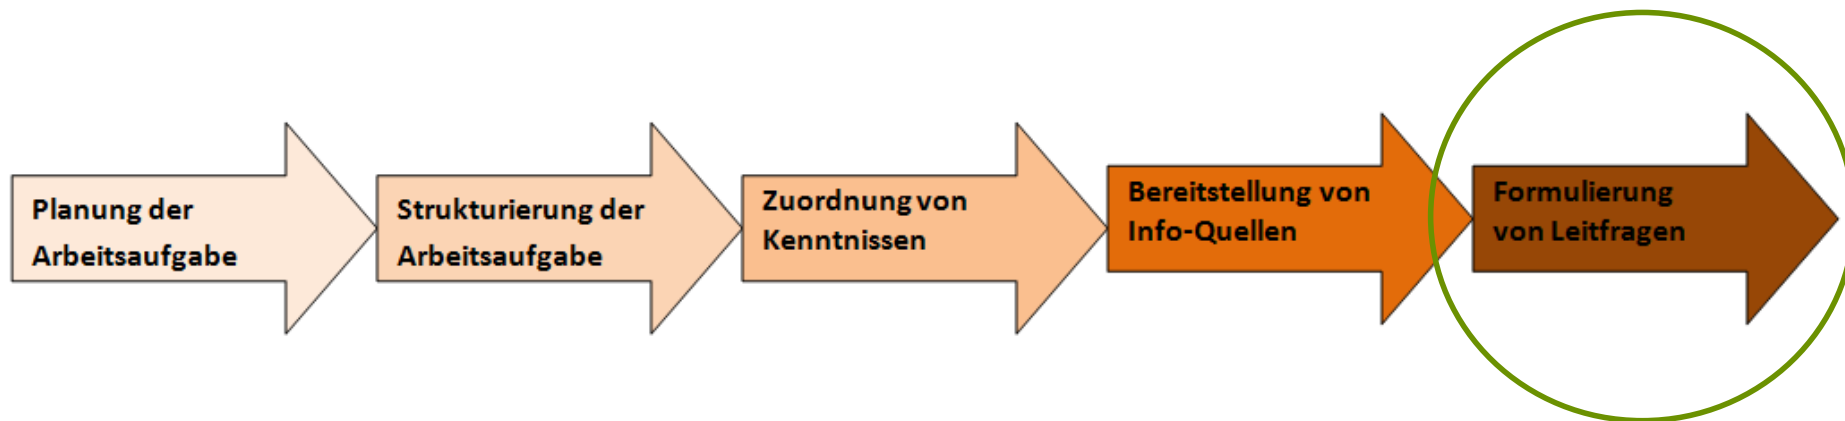 Planung der
Arbeitsaufgabe
Strukturierung der
Arbeitsaufgabe
Zuordnung von
Kenntnissen
Bereitstellung von
Info-Quellen
Formulierung
von Leitfragen